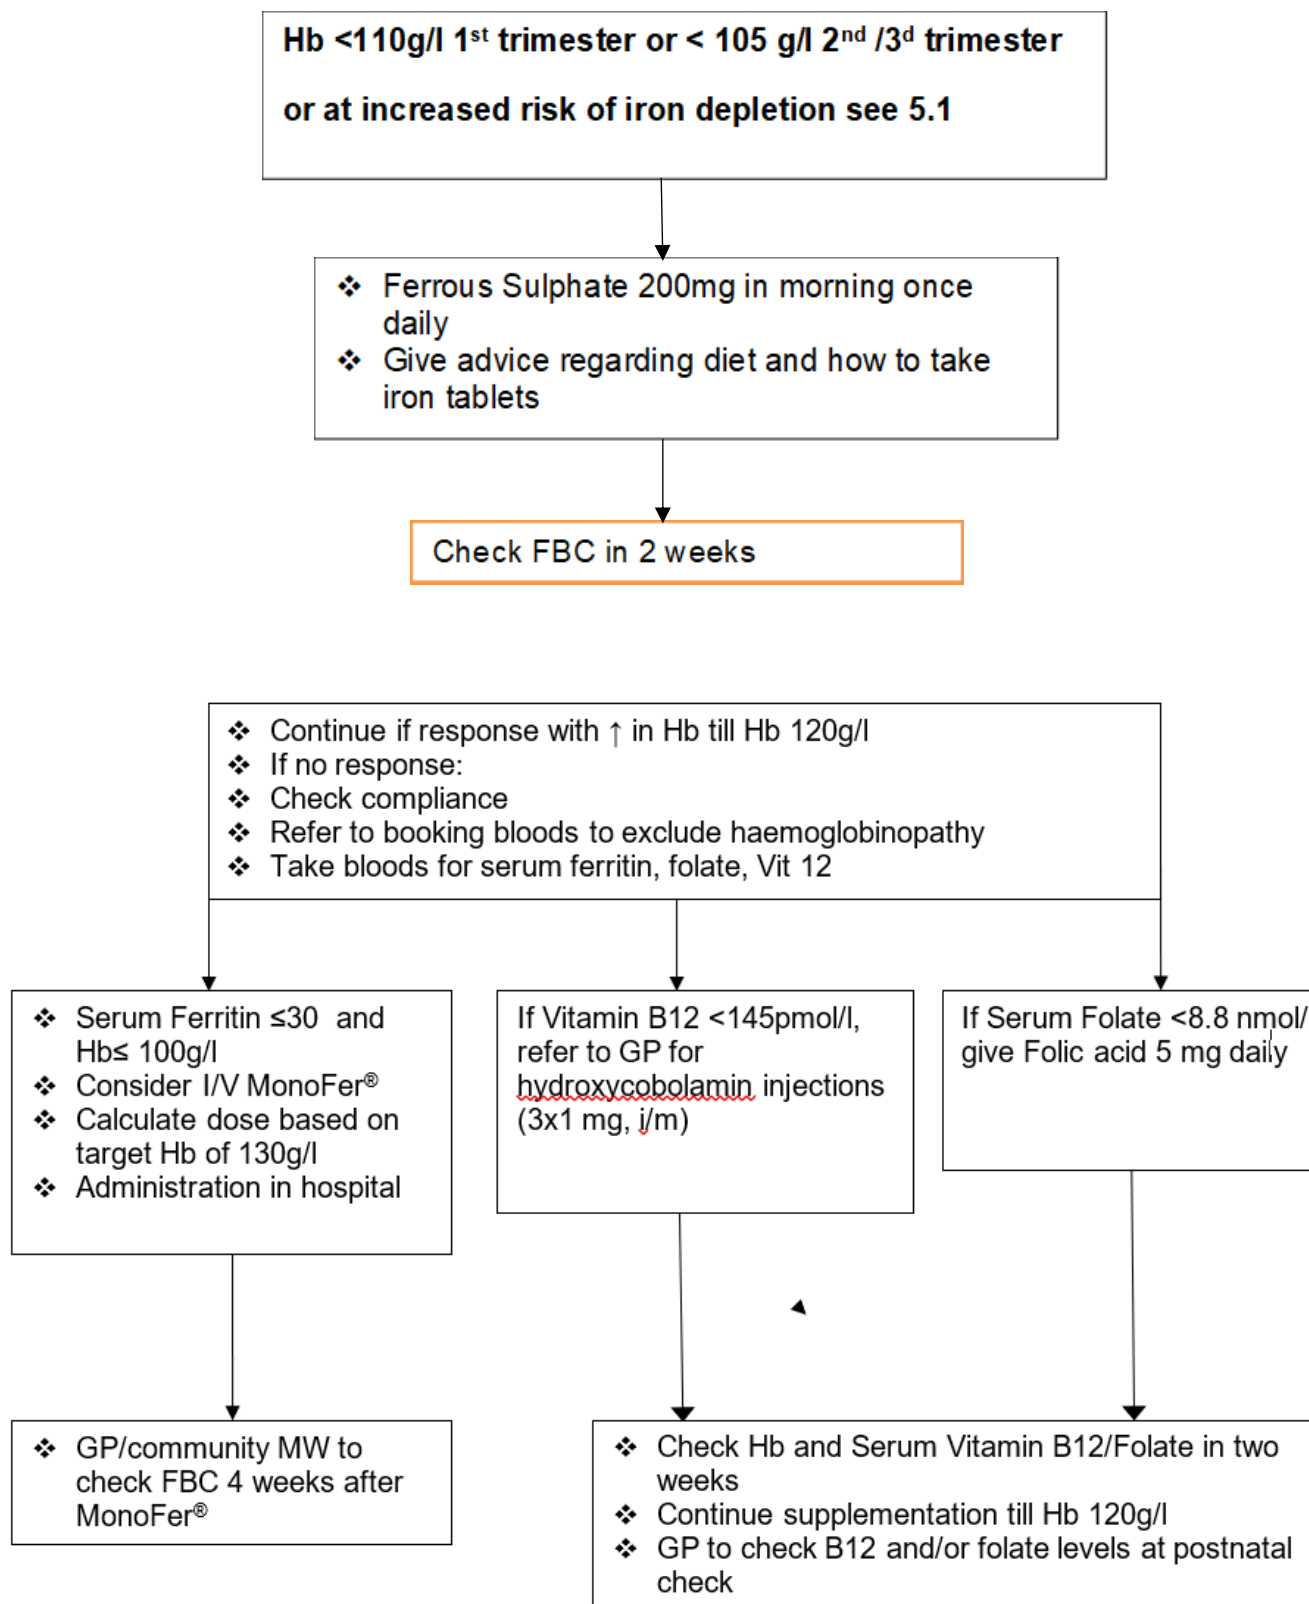 Hb <110g/l 1st trimester or < 105 g/l 2nd /3d trimester
or at increased risk of iron depletion see 5.1
❖ Ferrous Sulphate 200mg in morning once
daily
❖ Give advice regarding diet and how to take
iron tablets
Check FBC in 2 weeks
❖ Continue if response with ↑ in Hb till Hb 120g/l
❖ If no response:
❖ Check compliance
❖ Refer to booking bloods to exclude haemoglobinopathy
❖ Take bloods for serum ferritin, folate, Vit 12
❖ Serum Ferritin ≤30 and
Hb≤ 100g/l
❖ Consider I/V MonoFer®
❖ Calculate dose based on
target Hb of 130g/l
❖ Administration in hospital
If Vitamin B12 <145pmol/l,
refer to GP for
hydroxycobolamin injections
(3x1 mg, i/m)
If Serum Folate <8.8 nmol/
give Folic acid 5 mg daily
❖ GP/community MW to
check FBC 4 weeks after
MonoFer®
❖ Check Hb and Serum Vitamin B12/Folate in two
weeks
❖ Continue supplementation till Hb 120g/l
❖ GP to check B12 and/or folate levels at postnatal
check